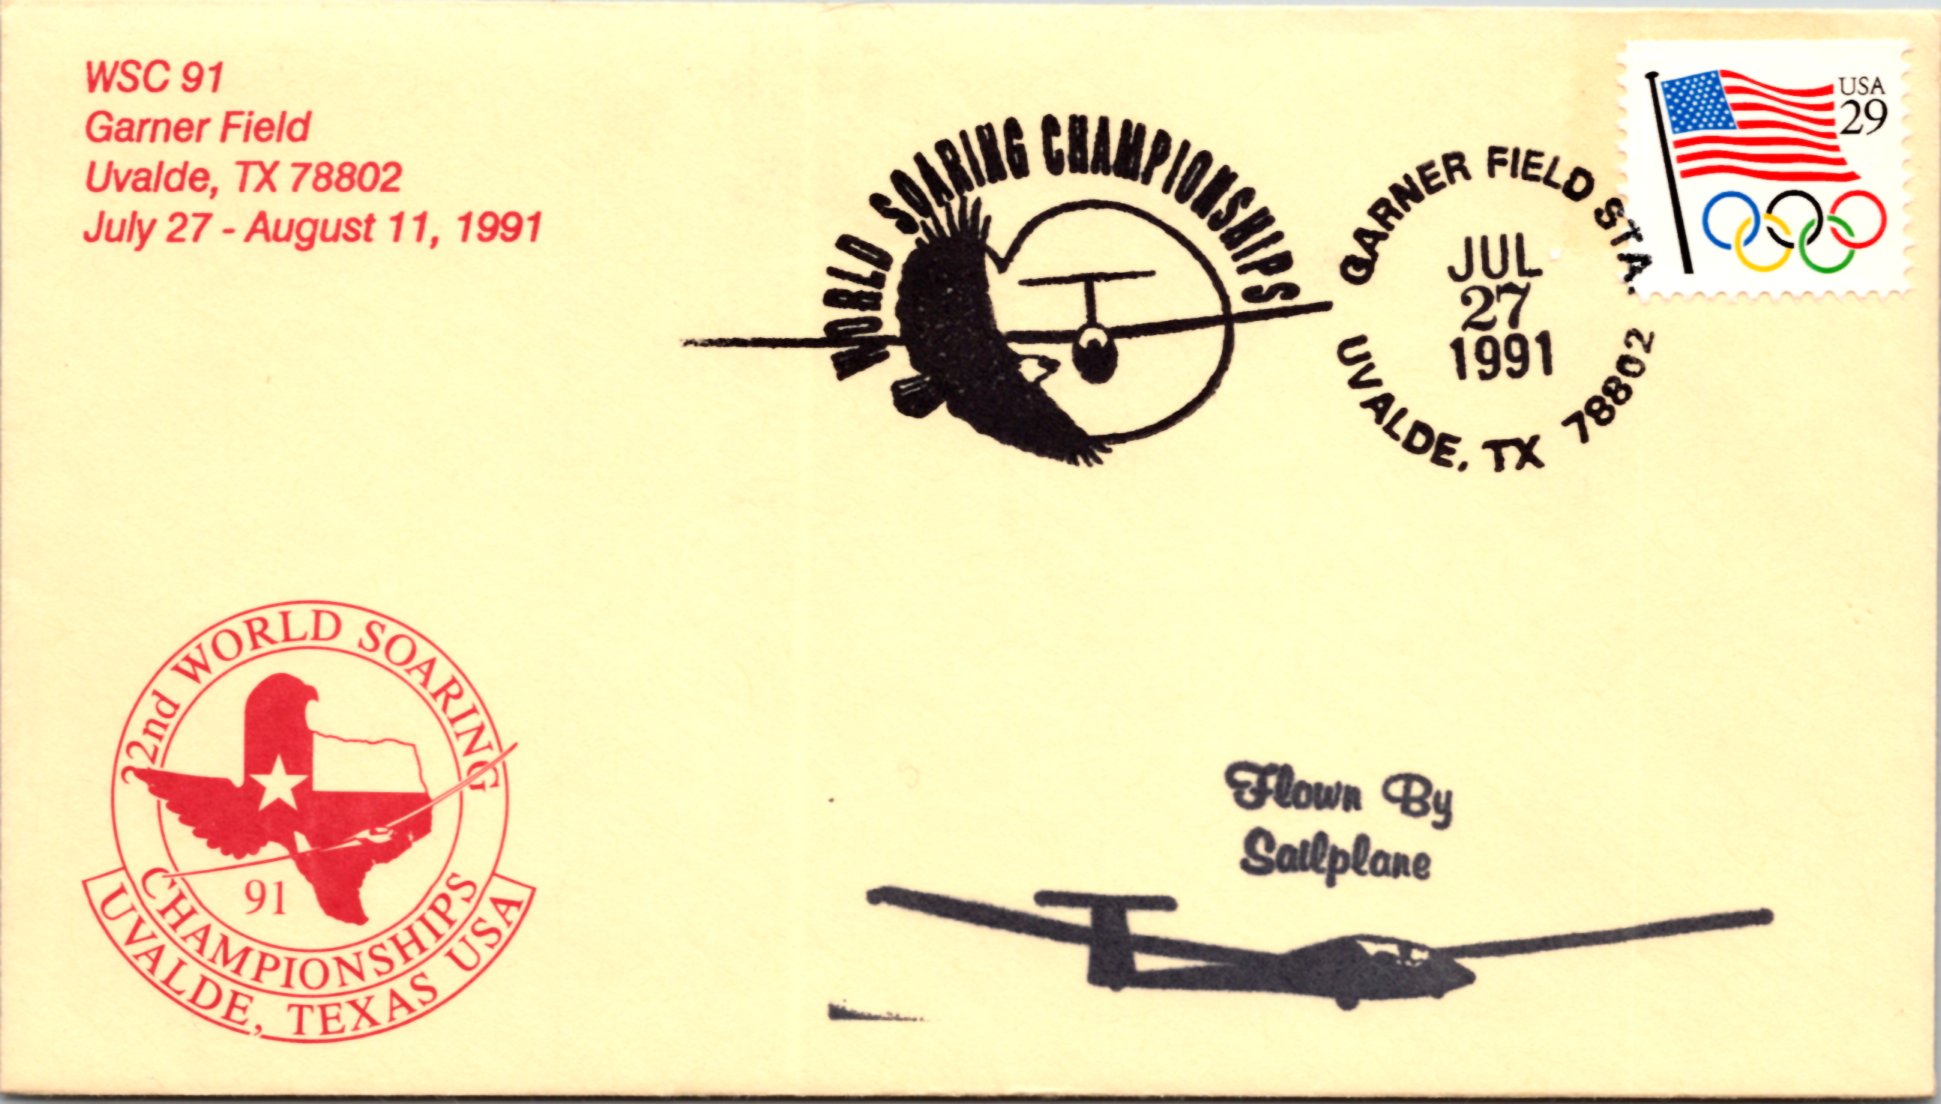 WSC 91
Garner Field
Uvalde, TX 78802
July 27 - August 11, 1991
WORLD SOARING CHAMPIONSHIPS
GARNER FIELD STA.
JUL
27
1991
UVALDE, TX 78802
USA
29
22nd WORLD SOARING
CHAMPIONSHIPS
91
UVALDE, TEXAS USA
Flown By
Sailplane